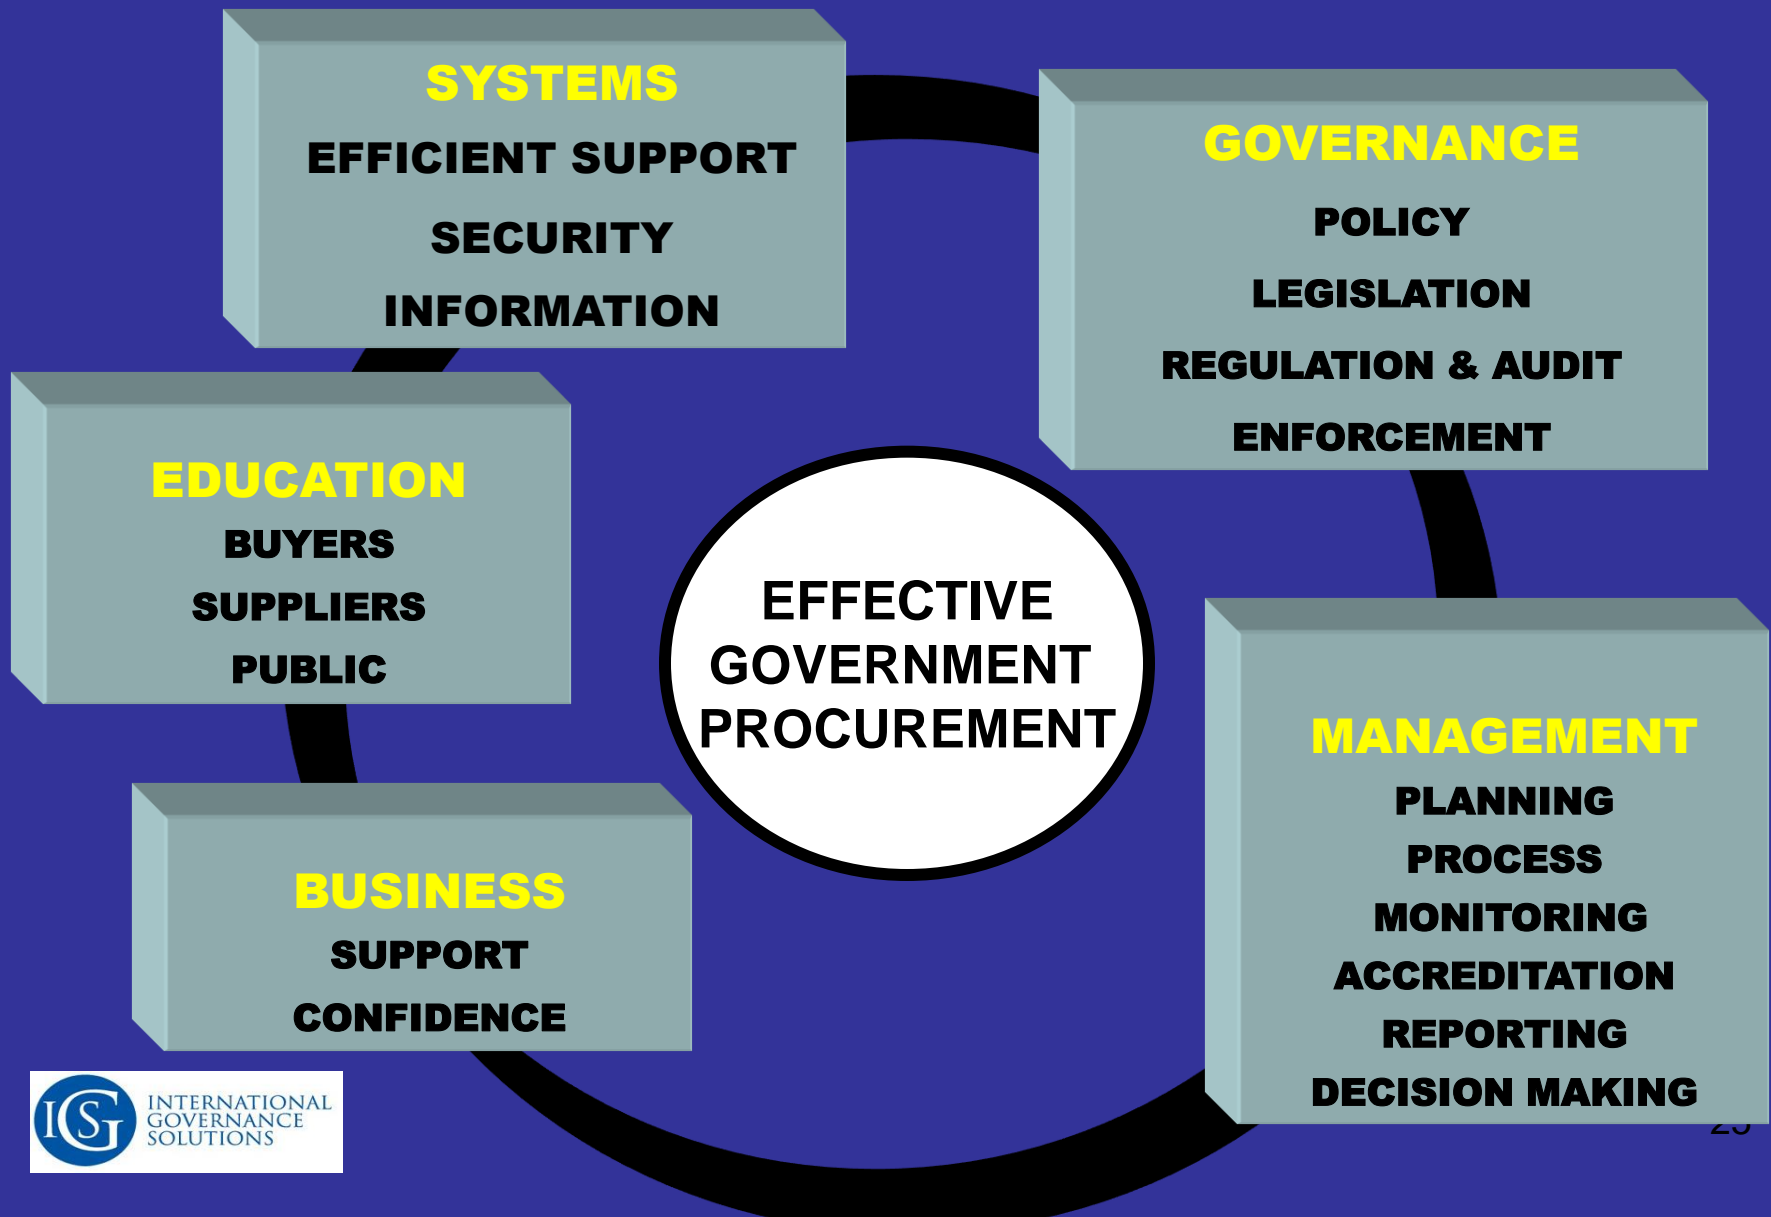 SYSTEMS
EFFICIENT SUPPORT
SECURITY
INFORMATION
GOVERNANCE
POLICY
LEGISLATION
REGULATION & AUDIT
ENFORCEMENT
EDUCATION
BUYERS
SUPPLIERS
PUBLIC
EFFECTIVE
GOVERNMENT
PROCUREMENT
MANAGEMENT
PLANNING
PROCESS
MONITORING
ACCREDITATION
REPORTING
DECISION MAKING
BUSINESS
SUPPORT
CONFIDENCE
IGS
INTERNATIONAL
GOVERNANCE
SOLUTIONS